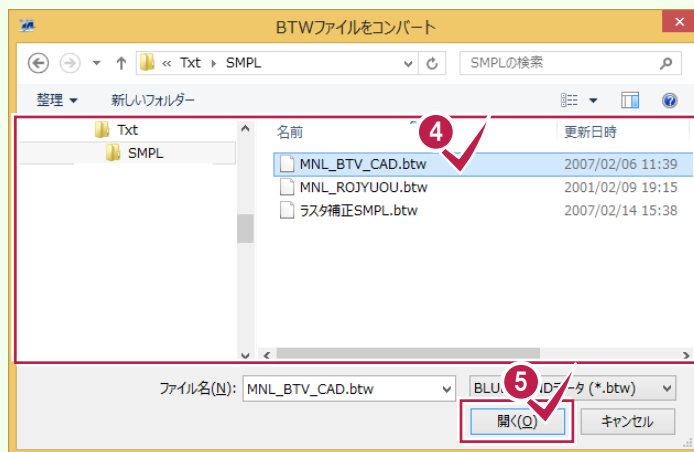 BTWファイルをコンバート
« Txt ▸ SMPL
SMPLの検索
整理 ▼ 新しいフォルダー
Txt
SMPL
名前 更新日時
4
MNL_BTV_CAD.btw 2007/02/06 11:39
MNL_ROJYUOU.btw 2001/02/09 19:15
ラスタ補正SMPL.btw 2007/02/14 15:38
ファイル名(N): MNL_BTV_CAD.btw
(*.btw)
5
開く(O) キャンセル